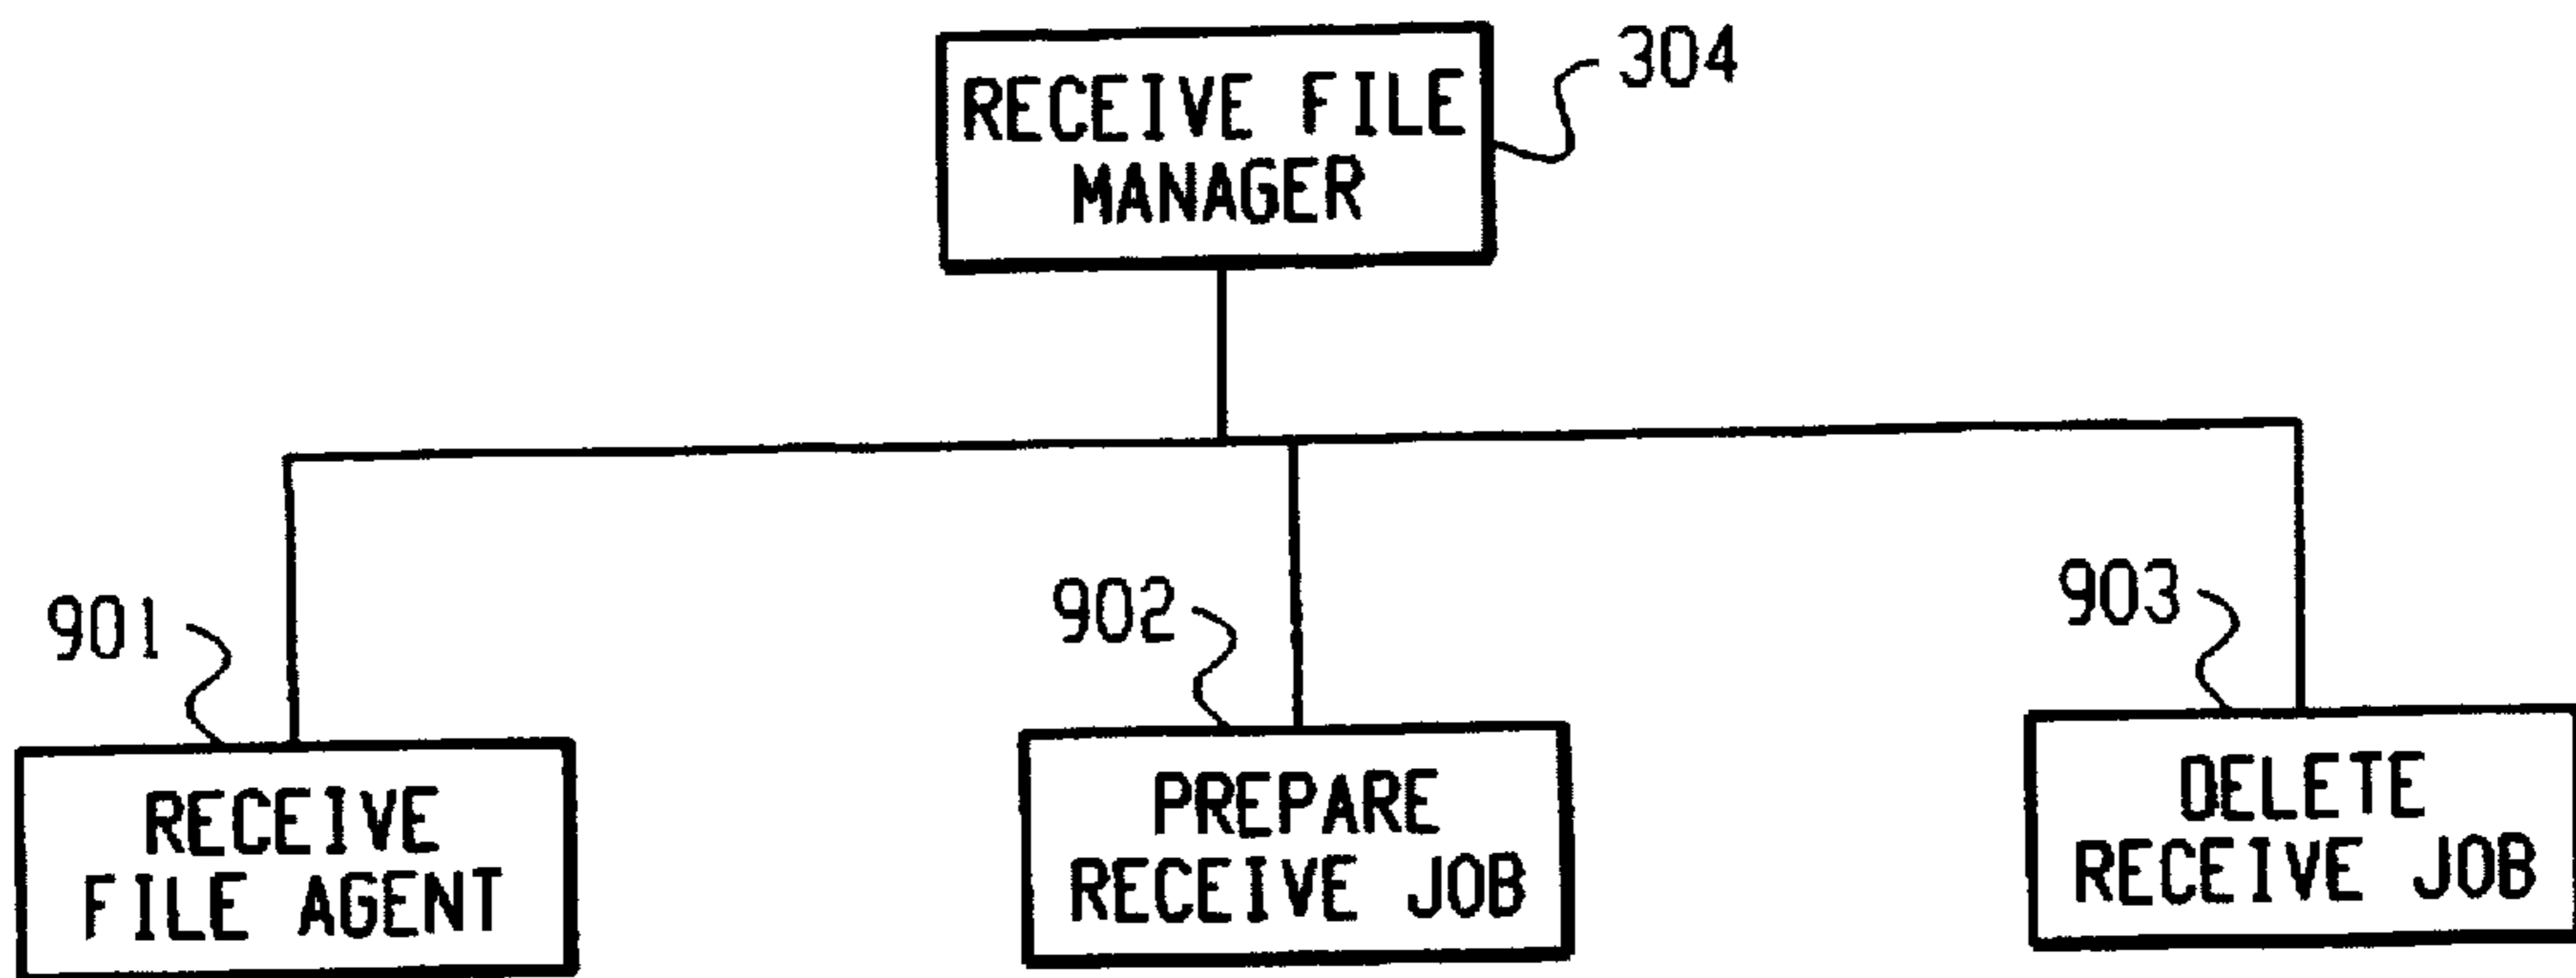 RECEIVE FILE
MANAGER
304
901
902
903
RECEIVE
FILE AGENT
PREPARE
RECEIVE JOB
DELETE
RECEIVE JOB